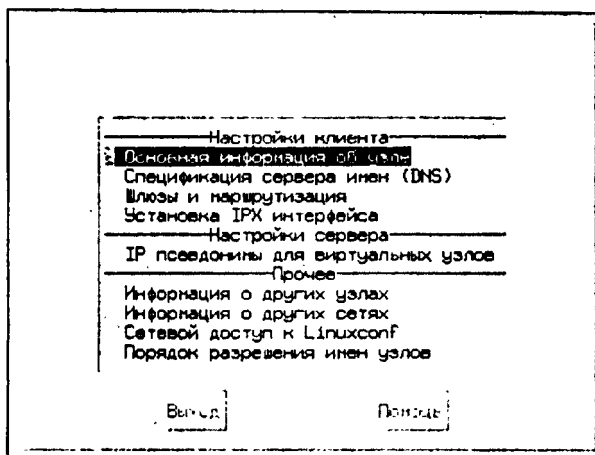 Настройки клиента
Основная информация об узле
Спецификация сервера имен (DNS)
Шлюзы и маршрутизация
Установка IPX интерфейса
Настройки сервера
IP псевдонимы для виртуальных узлов
Прочее
Информация о других узлах
Информация о других сетях
Сетевой доступ к Linuxconf
Порядок разрешения имен узлов
Выход Помощь